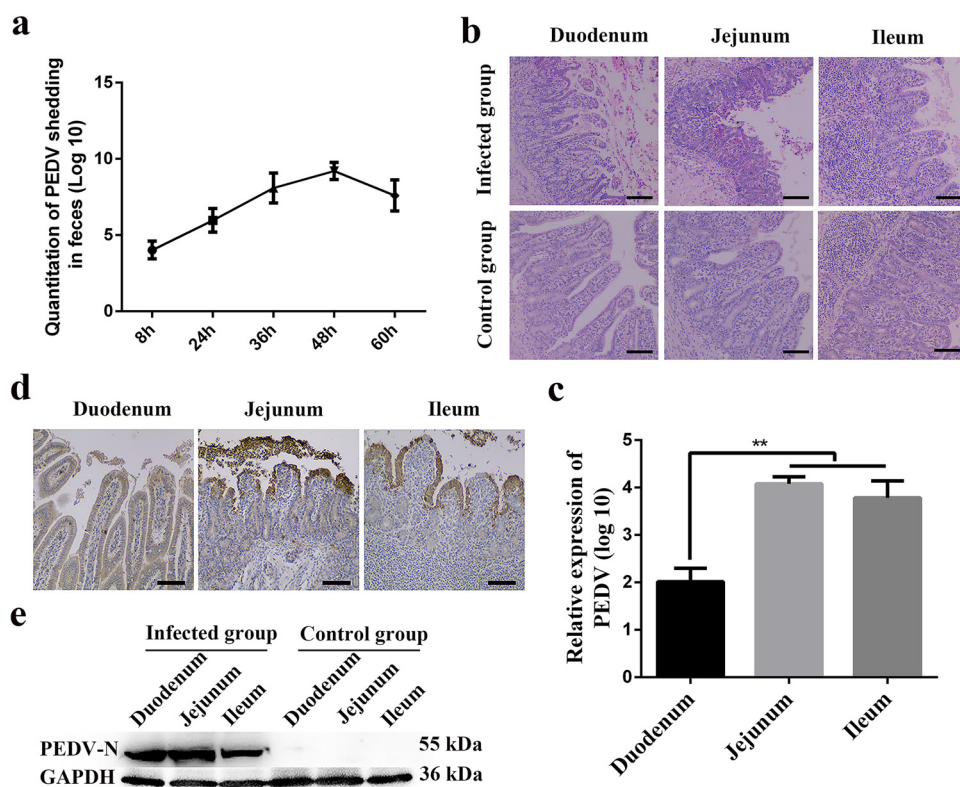 a
Quantitation of PEDV shedding
in feces (Log 10)
15
10
5
0
8h
24h
36h
48h
60h
b
Duodenum
Jejunum
Ileum
Infected group
Control group
d
Duodenum
Jejunum
Ileum
c
Relative expression of
PEDV (log 10)
5
4
3
2
1
0
**
Duodenum
Jejunum
Ileum
e
Infected group
Control group
Duodenum
Jejunum
Ileum
Duodenum
Jejunum
Ileum
PEDV-N
55 kDa
GAPDH
36 kDa